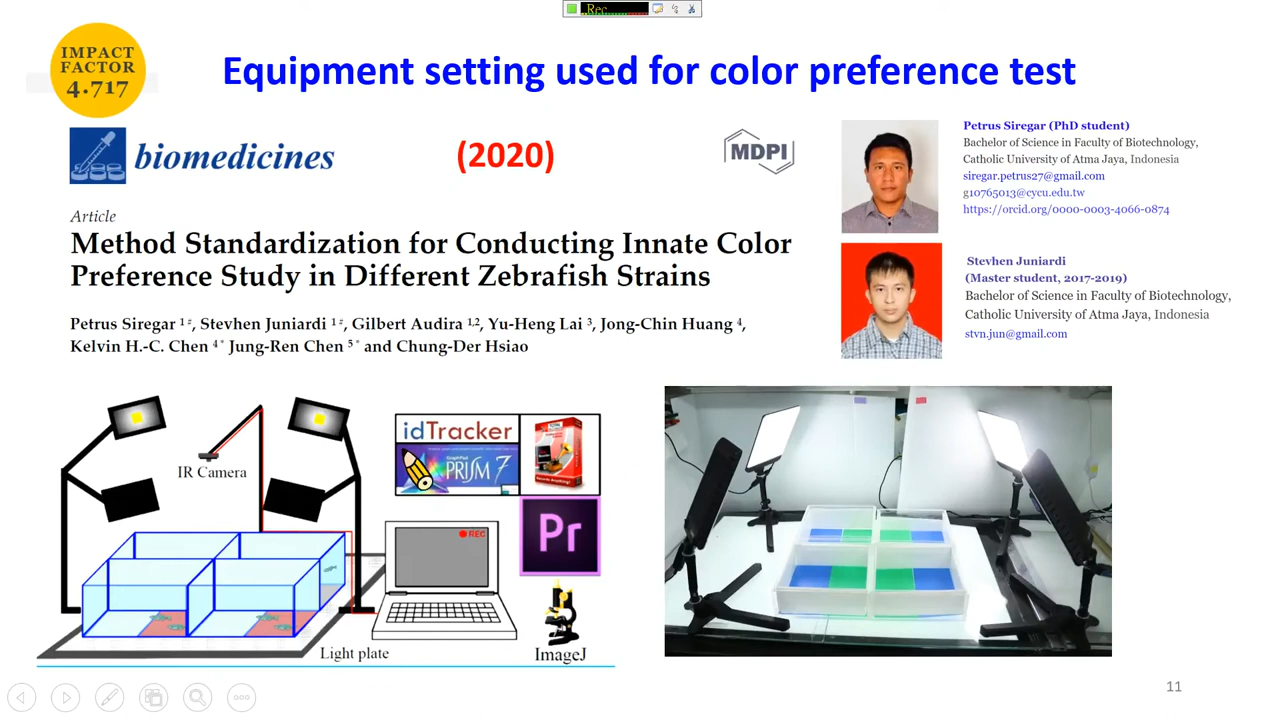 Rec
IMPACT
FACTOR
4.717
Equipment setting used for color preference test
biomedicines
(2020)
MDPI
Petrus Siregar (PhD student)
Bachelor of Science in Faculty of Biotechnology,
Catholic University of Atma Jaya, Indonesia
siregar.petrus27@gmail.com
g10765013@cycu.edu.tw
https://orcid.org/0000-0003-4066-0874
Article
Method Standardization for Conducting Innate Color
Preference Study in Different Zebrafish Strains
Petrus Siregar 1 #, Stevhen Juniardi 1 #, Gilbert Audira 1,2, Yu-Heng Lai 3, Jong-Chin Huang 4,
Kelvin H.-C. Chen 4 * Jung-Ren Chen 5 * and Chung-Der Hsiao
Stevhen Juniardi
(Master student, 2017-2019)
Bachelor of Science in Faculty of Biotechnology,
Catholic University of Atma Jaya, Indonesia
stvn.jun@gmail.com
IR Camera
idTracker
GraphPad
PRISM 7
Pr
REC
ImageJ
Light plate
11